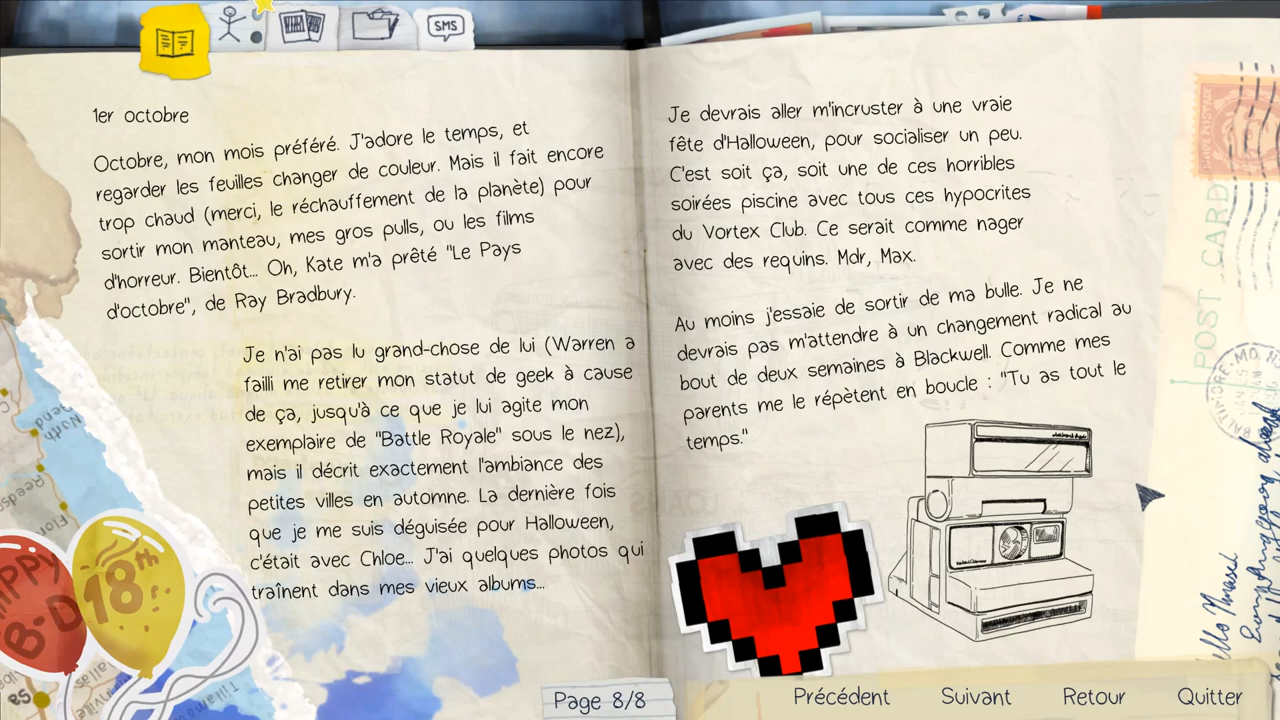 SMS
1er octobre
Octobre, mon mois préféré. J'adore le temps, et
regarder les feuilles changer de couleur. Mais il fait encore
trop chaud (merci, le réchauffement de la planète) pour
sortir mon manteau, mes gros pulls, ou les films
d'horreur. Bientôt... Oh, Kate m'a prêté "Le Pays
d'octobre", de Ray Bradbury.
Je n'ai pas lu grand-chose de lui (Warren a
failli me retirer mon statut de geek à cause
de ça, jusqu'à ce que je lui agite mon
exemplaire de "Battle Royale" sous le nez),
mais il décrit exactement l'ambiance des
petites villes en automne. La dernière fois
que je me suis déguisée pour Halloween,
c'était avec Chloe... J'ai quelques photos qui
traînent dans mes vieux albums...
Je devrais aller m'incruster à une vraie
fête d'Halloween, pour socialiser un peu.
C'est soit ça, soit une de ces horribles
soirées piscine avec tous ces hypocrites
du Vortex Club. Ce serait comme nager
avec des requins. Mdr, Max.
Au moins j'essaie de sortir de ma bulle. Je ne
devrais pas m'attendre à un changement radical au
bout de deux semaines à Blackwell. Comme mes
parents me le répètent en boucle : "Tu as tout le
temps."
POST CARD
18th
B-D
Page 8/8
Précédent Suivant Retour Quitter